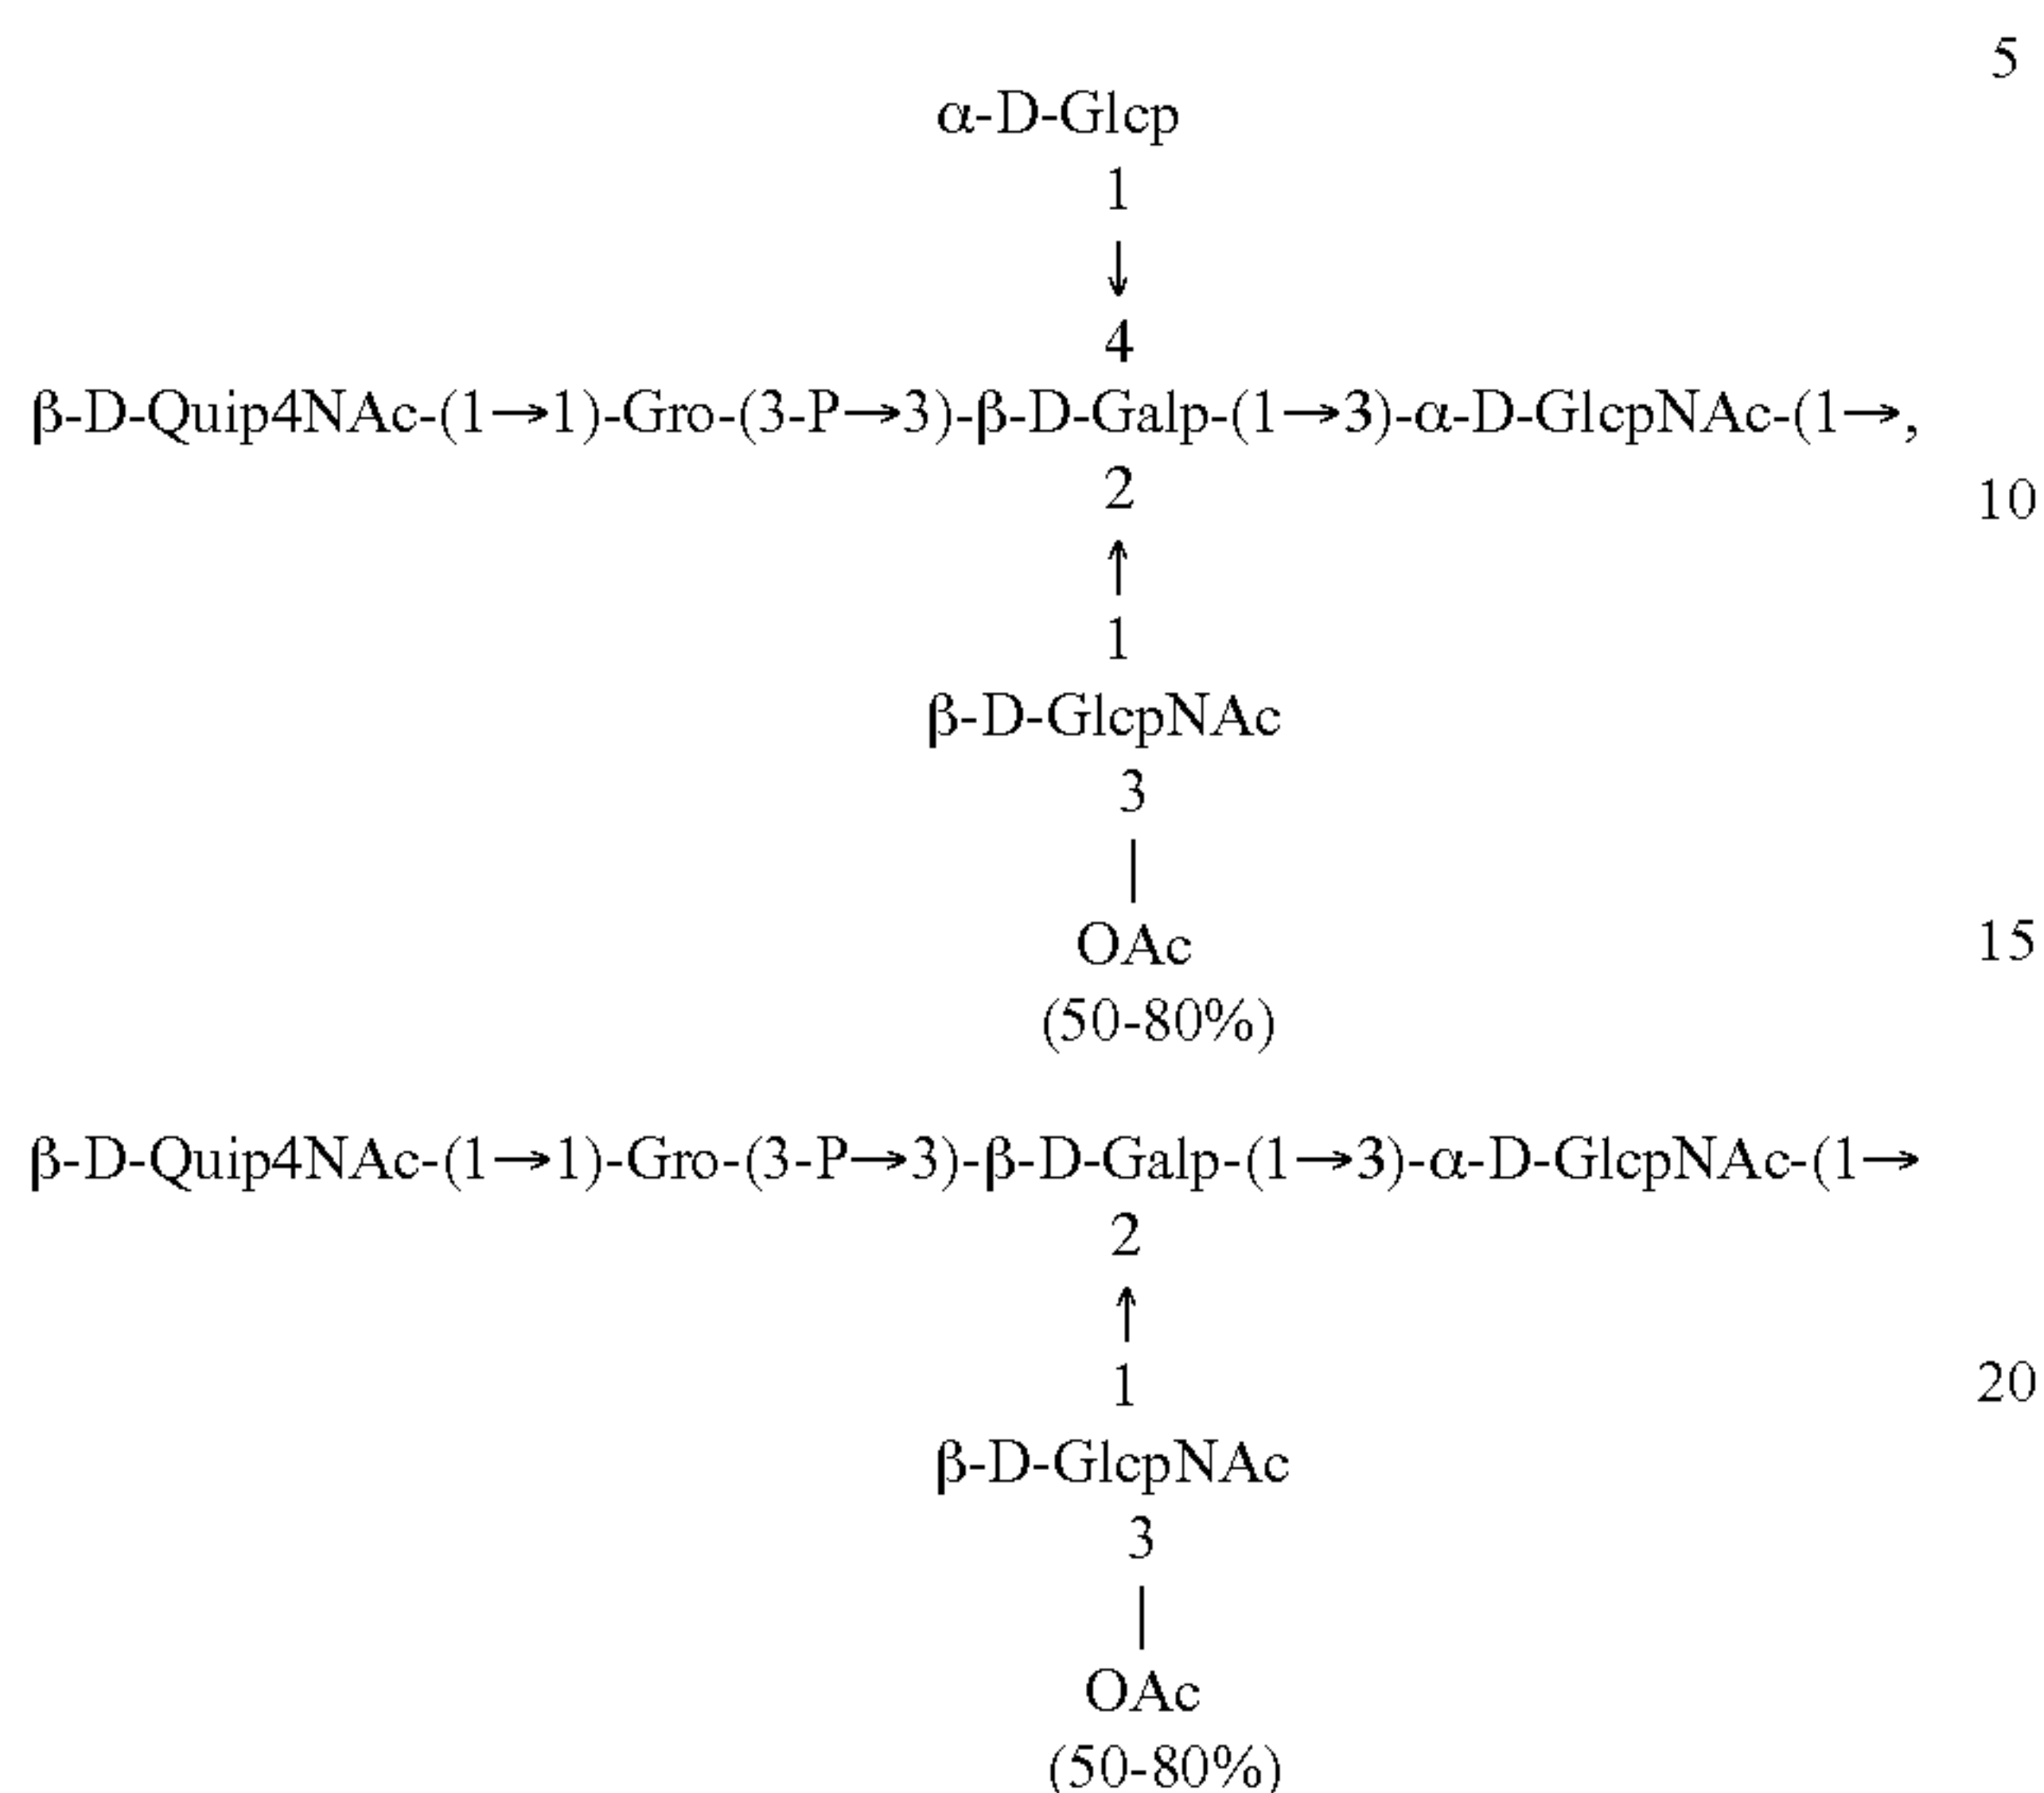 5
α-D-Glcp
1
↓
4
β-D-Quip4NAc-(1→1)-Gro-(3-P→3)-β-D-Galp-(1→3)-α-D-GlcpNAc-(1→,
2
10
↑
1
β-D-GlcpNAc
3
|
OAc
15
(50-80%)
β-D-Quip4NAc-(1→1)-Gro-(3-P→3)-β-D-Galp-(1→3)-α-D-GlcpNAc-(1→
2
↑
1
20
β-D-GlcpNAc
3
|
OAc
(50-80%)